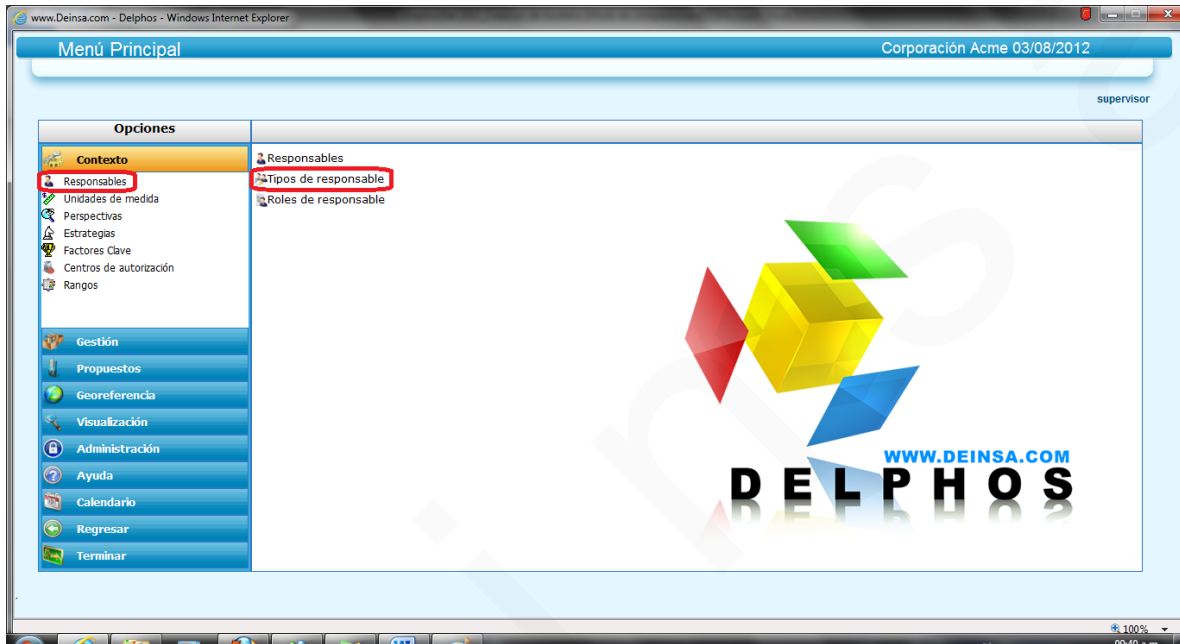 www.Deinsa.com - Delphos - Windows Internet Explorer
Menú Principal
Corporación Acme 03/08/2012
supervisor
Opciones
Contexto
Responsables
Unidades de medida
Perspectivas
Estrategias
Factores Clave
Centros de autorización
Rangos
Gestión
Propuestos
Georeferencia
Visualización
Administración
Ayuda
Calendario
Regresar
Terminar
Responsables
Tipos de responsable
Roles de responsable
WWW.DEINSA.COM
DELPHOS
100%